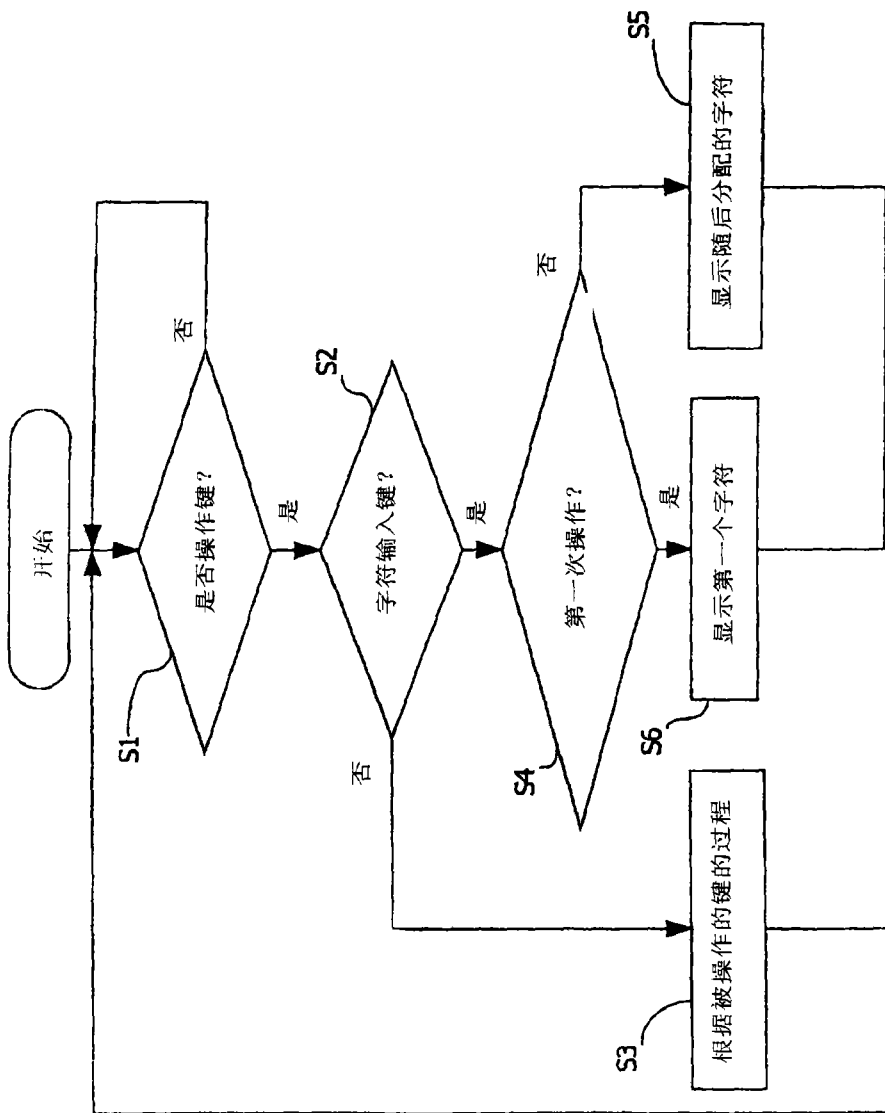 开始
S1
是否操作键?
否
是
S2
字符输入键?
否
是
S4
第一次操作?
否
是
S3
根据被操作的键的过程
S6
显示第一个字符
S5
显示随后分配的字符